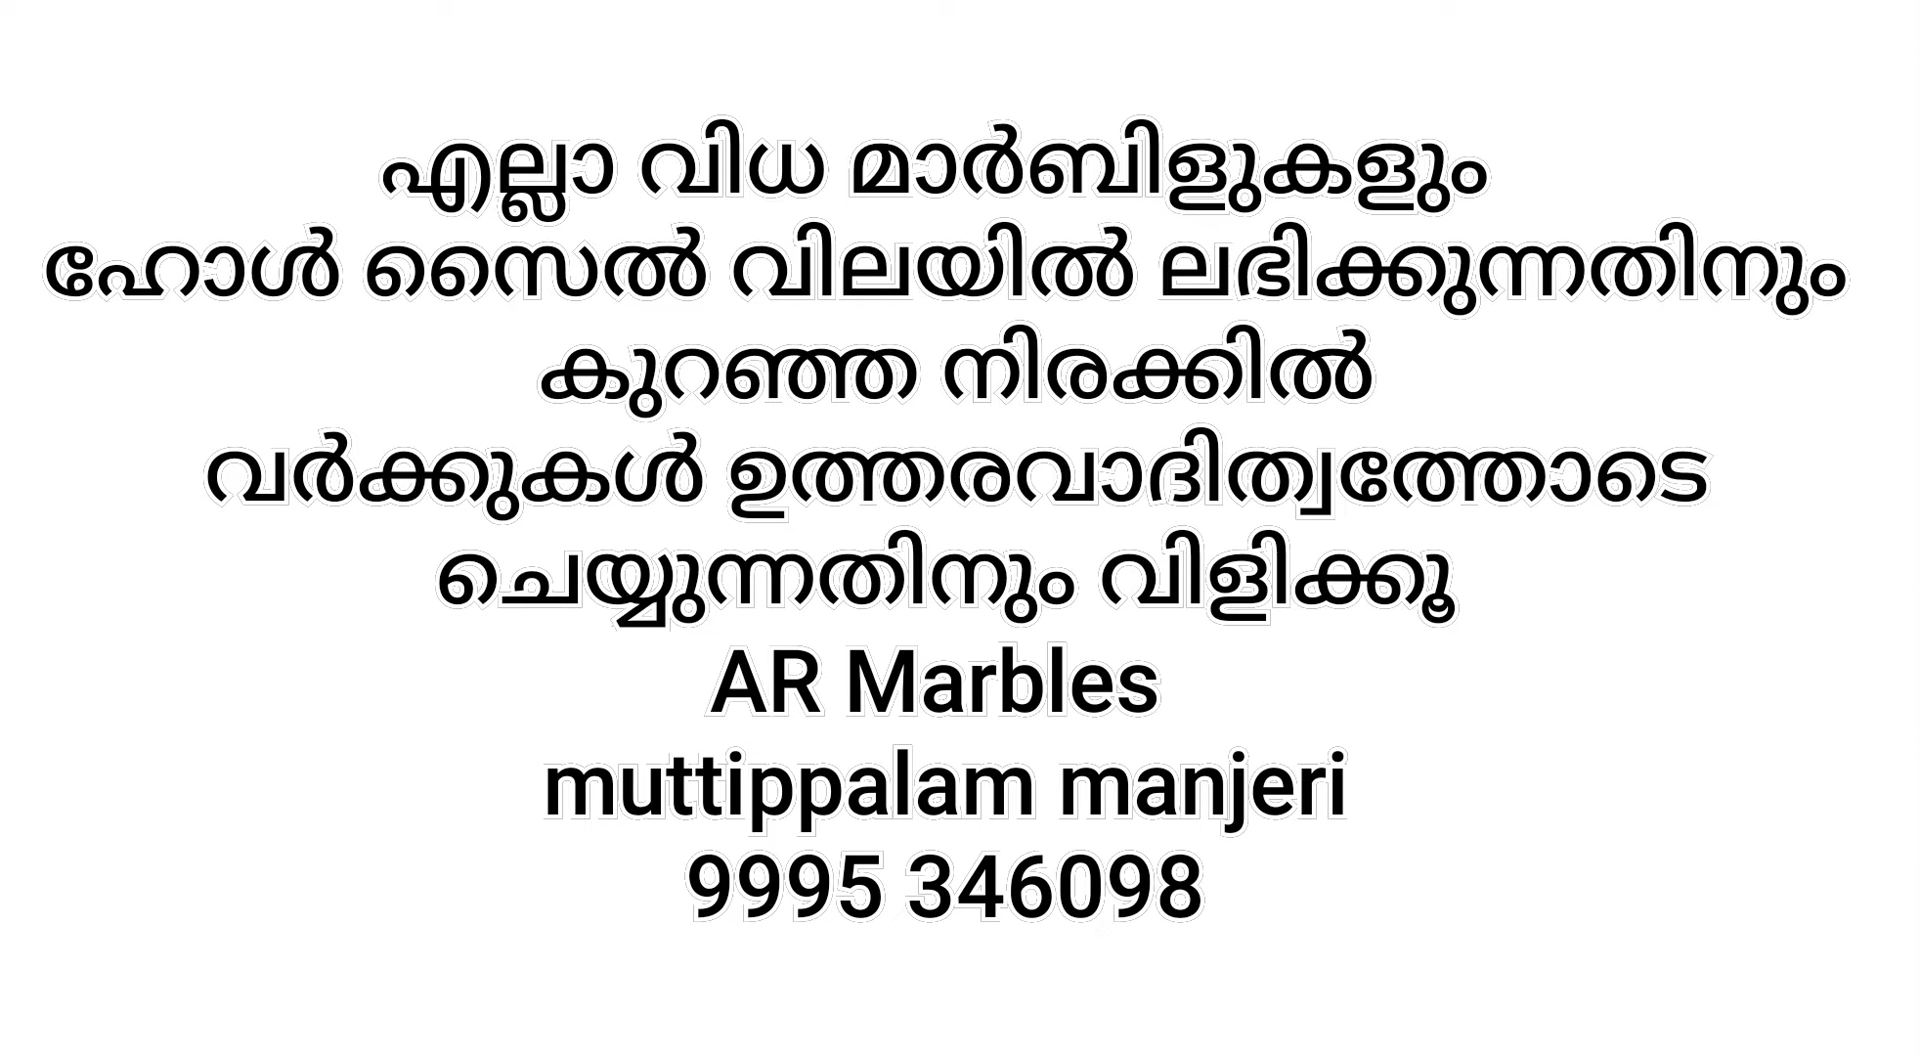 എല്ലാ വിധ മാർബിളുകളും
ഹോൾ സൈൽ വിലയിൽ ലഭിക്കുന്നതിനും
കുറഞ്ഞ നിരക്കിൽ
വർക്കുകൾ ഉത്തരവാദിത്വത്തോടെ
ചെയ്യുന്നതിനും വിളിക്കൂ
AR Marbles
muttippalam manjeri
9995 346098